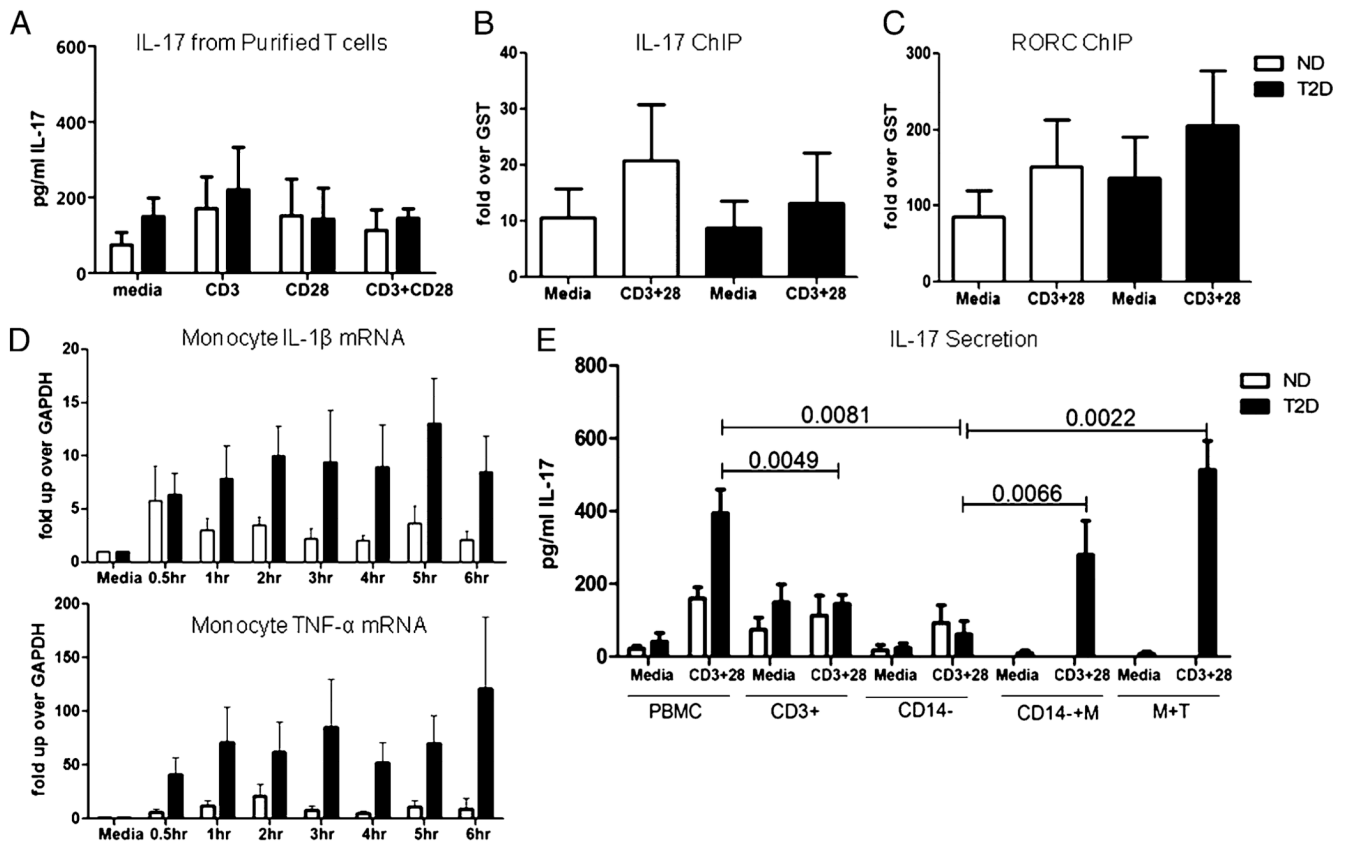 A
IL-17 from Purified T cells
pg/ml IL-17
600
400
200
0
media CD3 CD28 CD3+CD28
B
IL-17 ChIP
fold over GST
40
30
20
10
0
Media CD3+28 Media CD3+28
C
RORC ChIP
fold over GST
300
200
100
0
Media CD3+28 Media CD3+28
ND
T2D
D
Monocyte IL-1β mRNA
fold up over GAPDH
20
15
10
5
0
Media 0.5hr 1hr 2hr 3hr 4hr 5hr 6hr
Monocyte TNF-α mRNA
fold up over GAPDH
200
150
100
50
0
Media 0.5hr 1hr 2hr 3hr 4hr 5hr 6hr
E
IL-17 Secretion
pg/ml IL-17
800
600
400
200
0
0.0081
0.0022
0.0049
0.0066
ND
T2D
Media CD3+28 Media CD3+28 Media CD3+28 Media CD3+28 Media CD3+28
PBMC CD3+ CD14- CD14-+M M+T